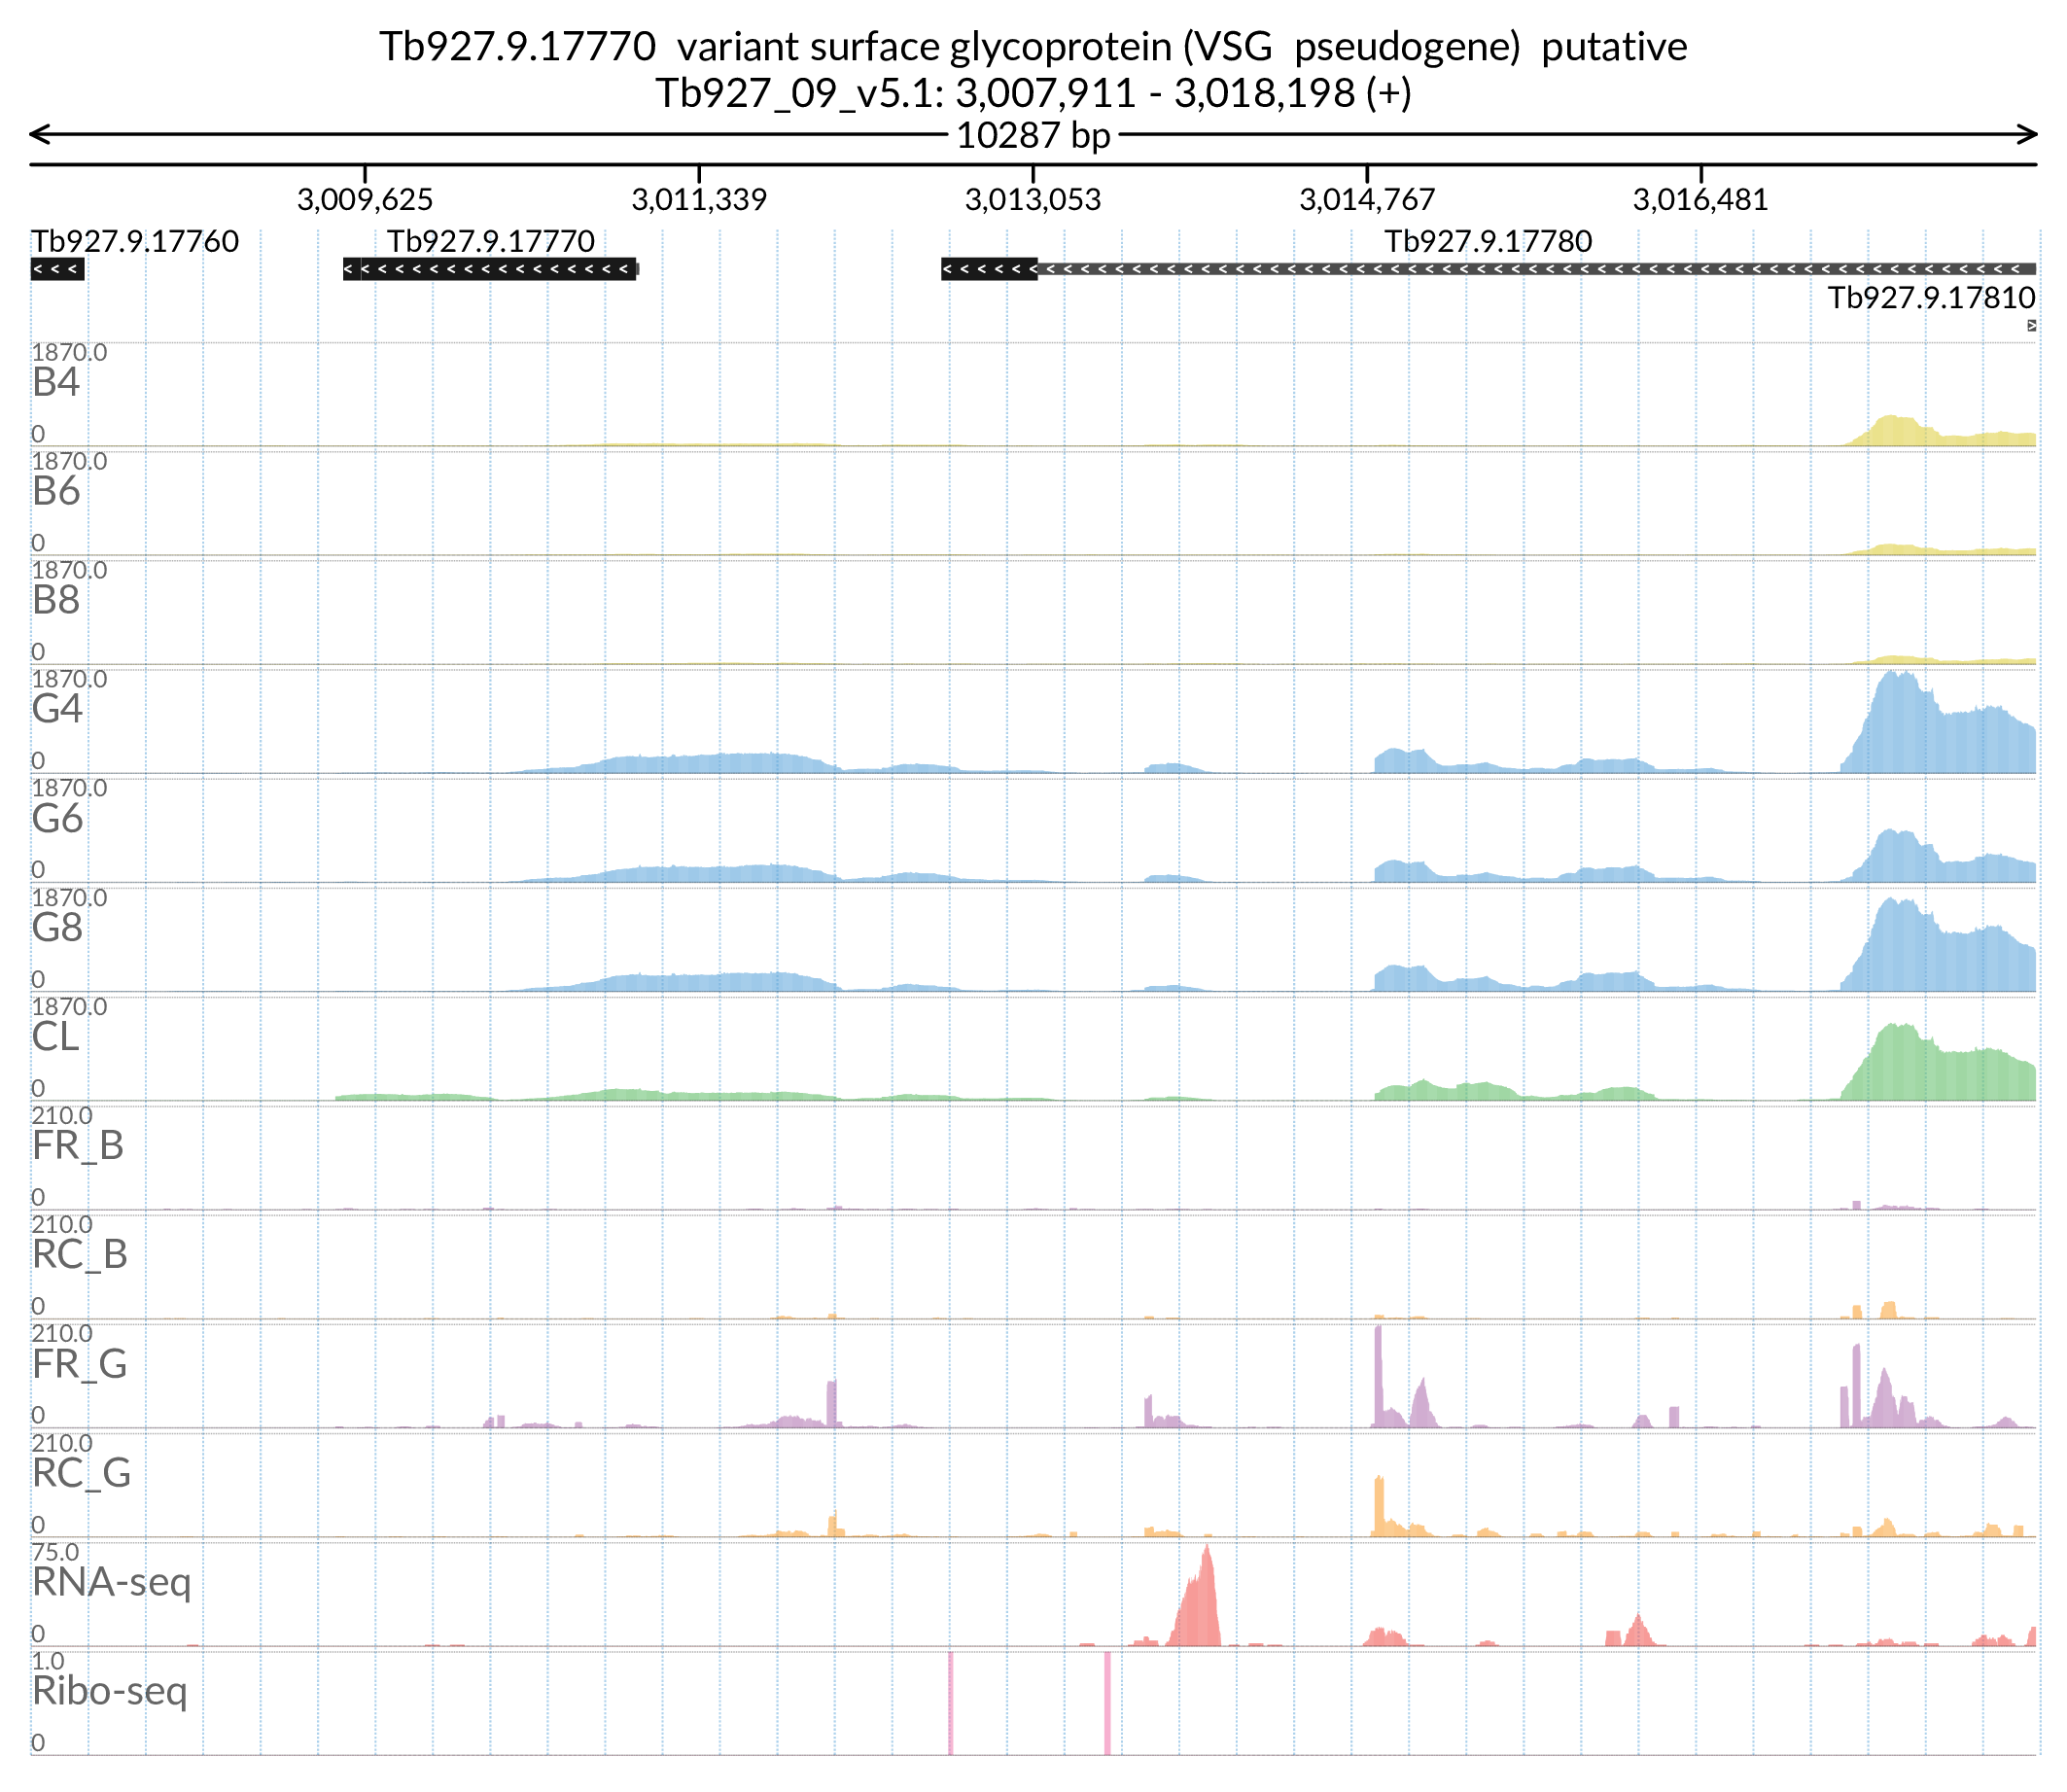 Tb927.9.17770  variant surface glycoprotein (VSG  pseudogene)  putative
Tb927_09_v5.1: 3,007,911 - 3,018,198 (+)
10287 bp
3,009,625 3,011,339 3,013,053 3,014,767 3,016,481
Tb927.9.17760 Tb927.9.17770 Tb927.9.17780
Tb927.9.17810
1870.0
B4
0
1870.0
B6
0
1870.0
B8
0
1870.0
G4
0
1870.0
G6
0
1870.0
G8
0
1870.0
CL
0
210.0
FR_B
0
210.0
RC_B
0
210.0
FR_G
0
210.0
RC_G
0
75.0
RNA-seq
0
1.0
Ribo-seq
0